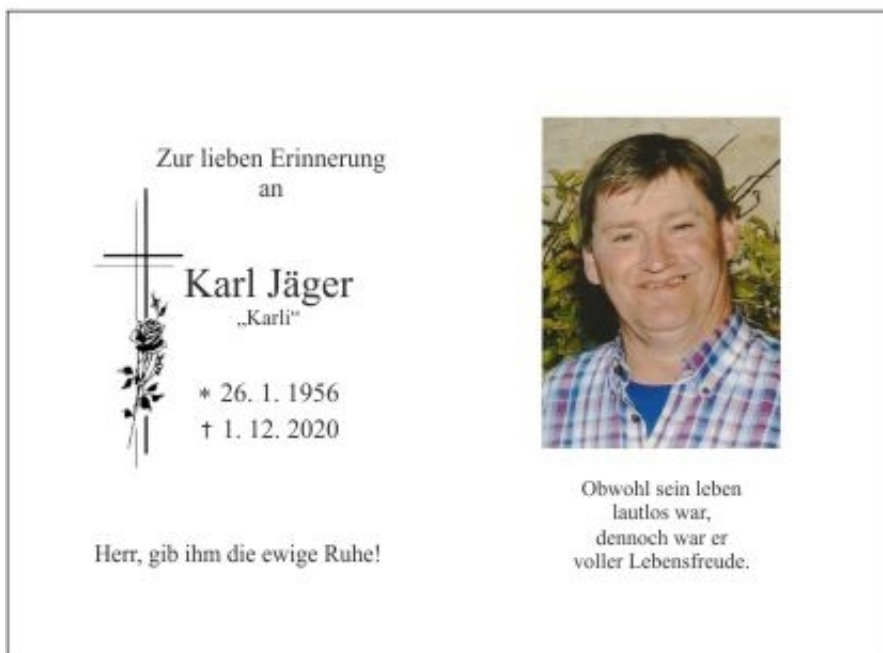 Zur lieben Erinnerung
an
Karl Jäger
„Karli“
* 26. 1. 1956
† 1. 12. 2020
Herr, gib ihm die ewige Ruhe!
Obwohl sein leben
lautlos war,
dennoch war er
voller Lebensfreude.